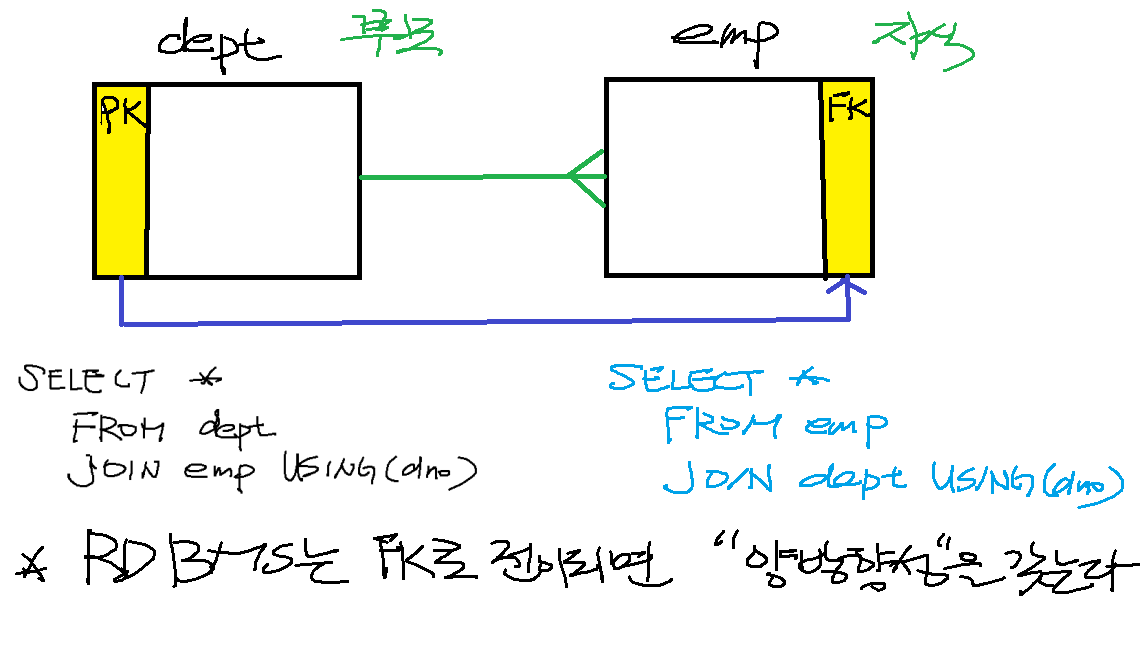 dept 부모
emp 자식
PK
FK
SELECT *
FROM dept
JOIN emp USING(dno)
SELECT *
FROM emp
JOIN dept USING(dno)
* RDBMS는 FK로 전이되면 “양방향성“을 갖는다